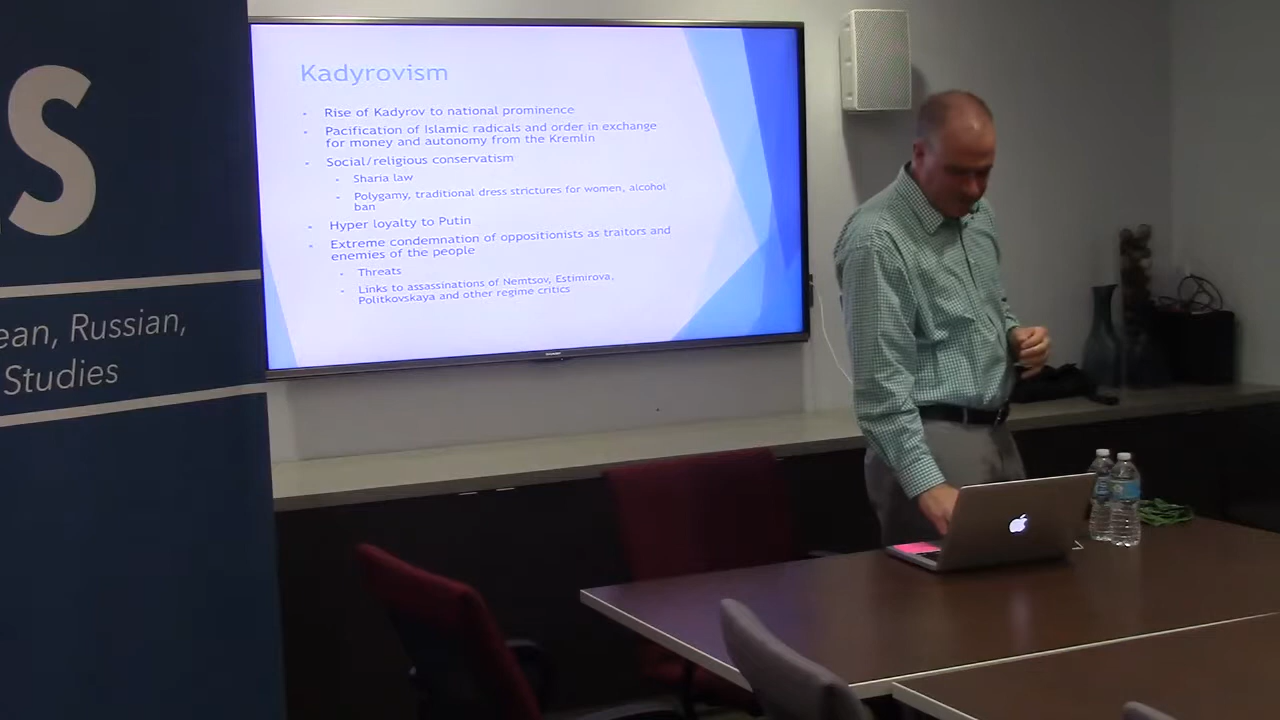 S
ean, Russian,
Studies
Kadyrovism
Rise of Kadyrov to national prominence
Pacification of Islamic radicals and order in exchange
for money and autonomy from the Kremlin
Social/religious conservatism
Sharia law
Polygamy, traditional dress strictures for women, alcohol
ban
Hyper loyalty to Putin
Extreme condemnation of oppositionists as traitors and
enemies of the people
Threats
Links to assassinations of Nemtsov, Estimirova,
Politkovskaya and other regime critics